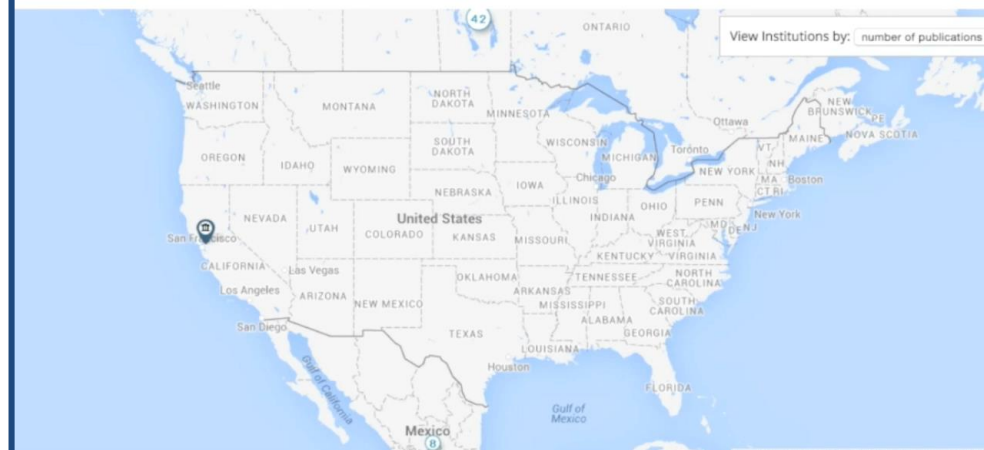 42
ONTARIO
View Institutions by: number of publications
Seattle
WASHINGTON
MONTANA
NORTH
DAKOTA
MINNESOTA
Ottawa
NEW
BRUNSWICK
PE
MAINE
NOVA SCOTIA
OREGON
IDAHO
WYOMING
SOUTH
DAKOTA
WISCONSIN
MICHIGAN
Toronto
VT
NH
NEW YORK
MA
Boston
CT RI
Chicago
IOWA
NEBRASKA
ILLINOIS
INDIANA
OHIO
PENN
New York
NEVADA
UTAH
COLORADO
United States
KANSAS
MISSOURI
WEST
VIRGINIA
MD
DE
NJ
San Francisco
KENTUCKY
VIRGINIA
CALIFORNIA
Las Vegas
OKLAHOMA
TENNESSEE
NORTH
CAROLINA
Los Angeles
ARIZONA
NEW MEXICO
ARKANSAS
MISSISSIPPI
SOUTH
CAROLINA
ALABAMA
San Diego
TEXAS
GEORGIA
LOUISIANA
Houston
Gulf of
California
FLORIDA
Gulf of
Mexico
Mexico
8